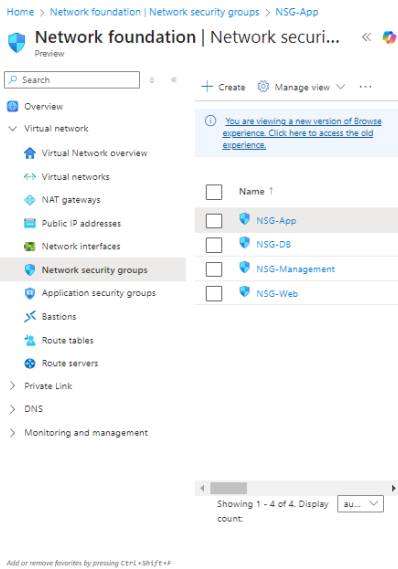 Home > Network foundation | Network security groups > NSG-App
Network foundation | Network securi...
Preview
Search
Overview
Virtual network
Virtual Network overview
Virtual networks
NAT gateways
Public IP addresses
Network interfaces
Network security groups
Application security groups
Bastions
Route tables
Route servers
Private Link
DNS
Monitoring and management
Add or remove favorites by pressing Ctrl+Shift+F
+ Create
Manage view
...
You are viewing a new version of Browse
experience. Click here to access the old
experience.
Name ↑
NSG-App
NSG-DB
NSG-Management
NSG-Web
Showing 1 - 4 of 4. Display
count:
au...